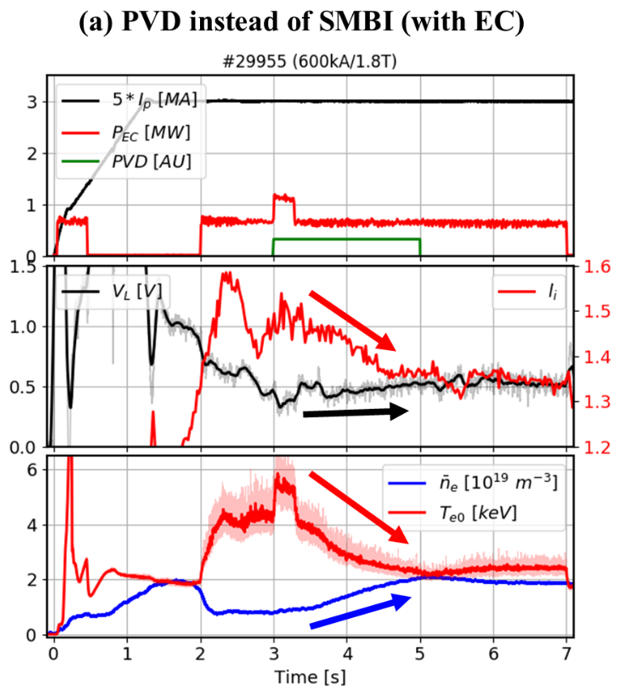 (a) PVD instead of SMBI (with EC)
#29955 (600kA/1.8T)
3
2
1
0
5* I_p [MA]
P_EC [MW]
PVD [AU]
1.5
1.0
0.5
0.0
V_L [V]
l_i
1.6
1.5
1.4
1.3
1.2
6
4
2
0
n̄_e [10^19 m^-3]
T_e0 [keV]
0 1 2 3 4 5 6 7
Time [s]